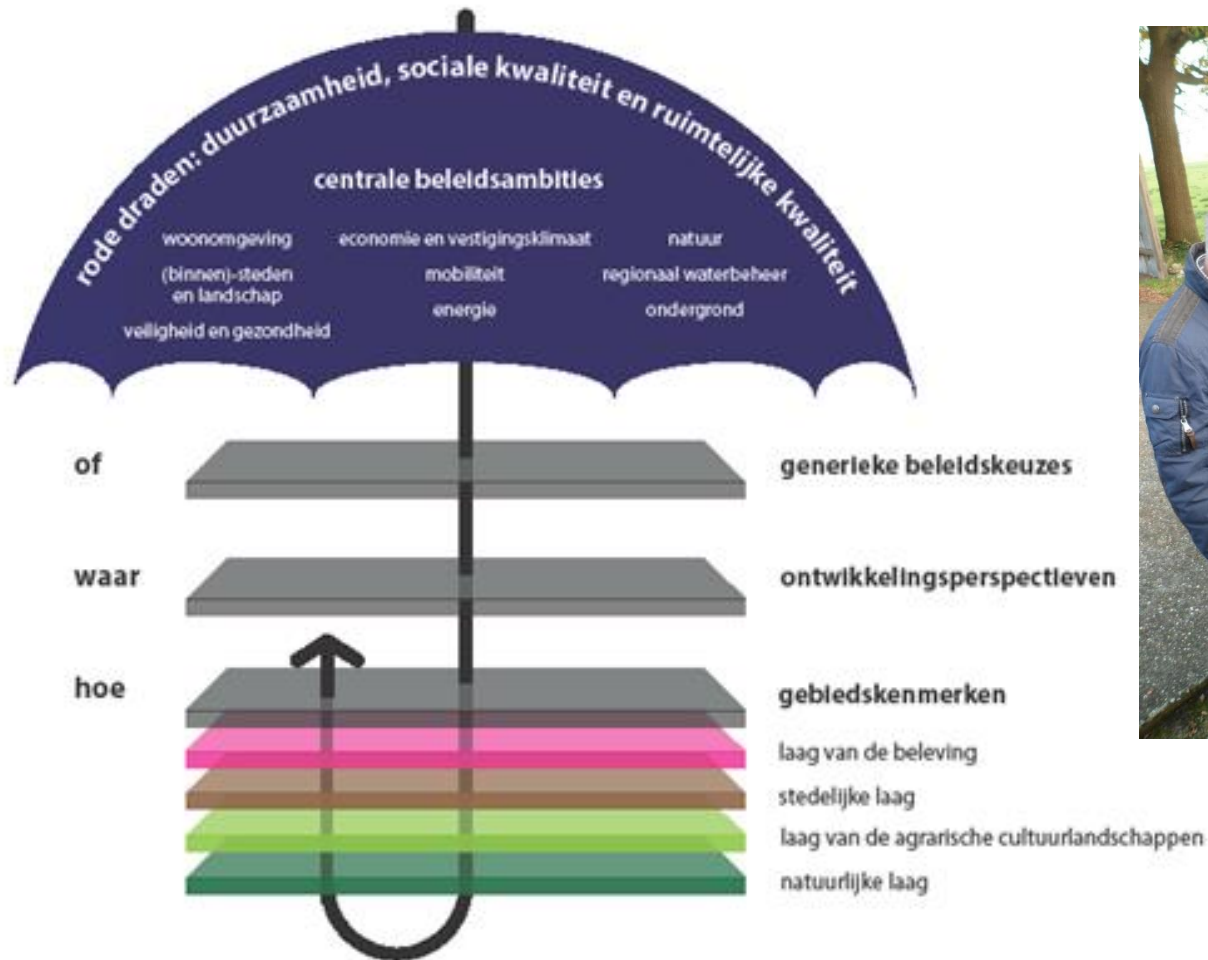 rode draden: duurzaamheid, sociale kwaliteit en ruimtelijke kwaliteit
centrale beleidsambities
woonomgeving
(binnen)-steden
en landschap
veiligheid en gezondheid
economie en vestigingsklimaat
mobiliteit
energie
natuur
regionaal waterbeheer
ondergrond
of
generieke beleidskeuzes
waar
ontwikkelingsperspectieven
hoe
gebiedskenmerken
laag van de beleving
stedelijke laag
laag van de agrarische cultuurlandschappen
natuurlijke laag